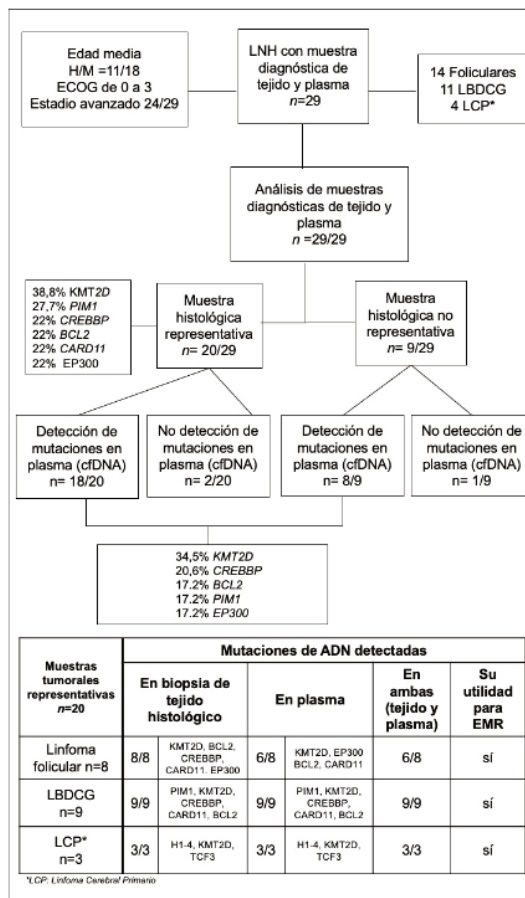 Edad media
H/M =11/18
ECOG de 0 a 3
Estadio avanzado 24/29
LNH con muestra
diagnóstica de
tejido y plasma
n=29
14 Foliculares
11 LBDCG
4 LCP*
Análisis de muestras
diagnósticas de tejido y
plasma
n =29/29
38,8% KMT2D
27,7% PIM1
22% CREBBP
22% BCL2
22% CARD11
22% EP300
Muestra
histológica
representativa
n= 20/29
Muestra
histológica no
representativa
n= 9/29
Detección de
mutaciones en
plasma (cfDNA)
n= 18/20
No detección de
mutaciones en
plasma (cfDNA)
n= 2/20
Detección de
mutaciones en
plasma (cfDNA)
n= 8/9
No detección de
mutaciones en
plasma (cfDNA)
n= 1/9
34,5% KMT2D
20,6% CREBBP
17.2% BCL2
17.2% PIM1
17.2% EP300
Muestras
tumorales
representativas
n=20
Mutaciones de ADN detectadas
En biopsia de
tejido
histológico
En plasma
En
ambas
(tejido y
plasma)
Su
utilidad
para
EMR
Linfoma
folicular n=8
8/8
KMT2D, BCL2,
CREBBP,
CARD11. EP300
6/8
KMT2D, EP300
BCL2, CARD11
6/8
sí
LBDCG
n=9
9/9
PIM1, KMT2D,
CREBBP,
CARD11, BCL2
9/9
PIM1, KMT2D,
CREBBP,
CARD11, BCL2
9/9
sí
LCP*
n=3
3/3
H1-4, KMT2D,
TCF3
3/3
H1-4, KMT2D,
TCF3
3/3
sí
*LCP: Linfoma Cerebral Primario